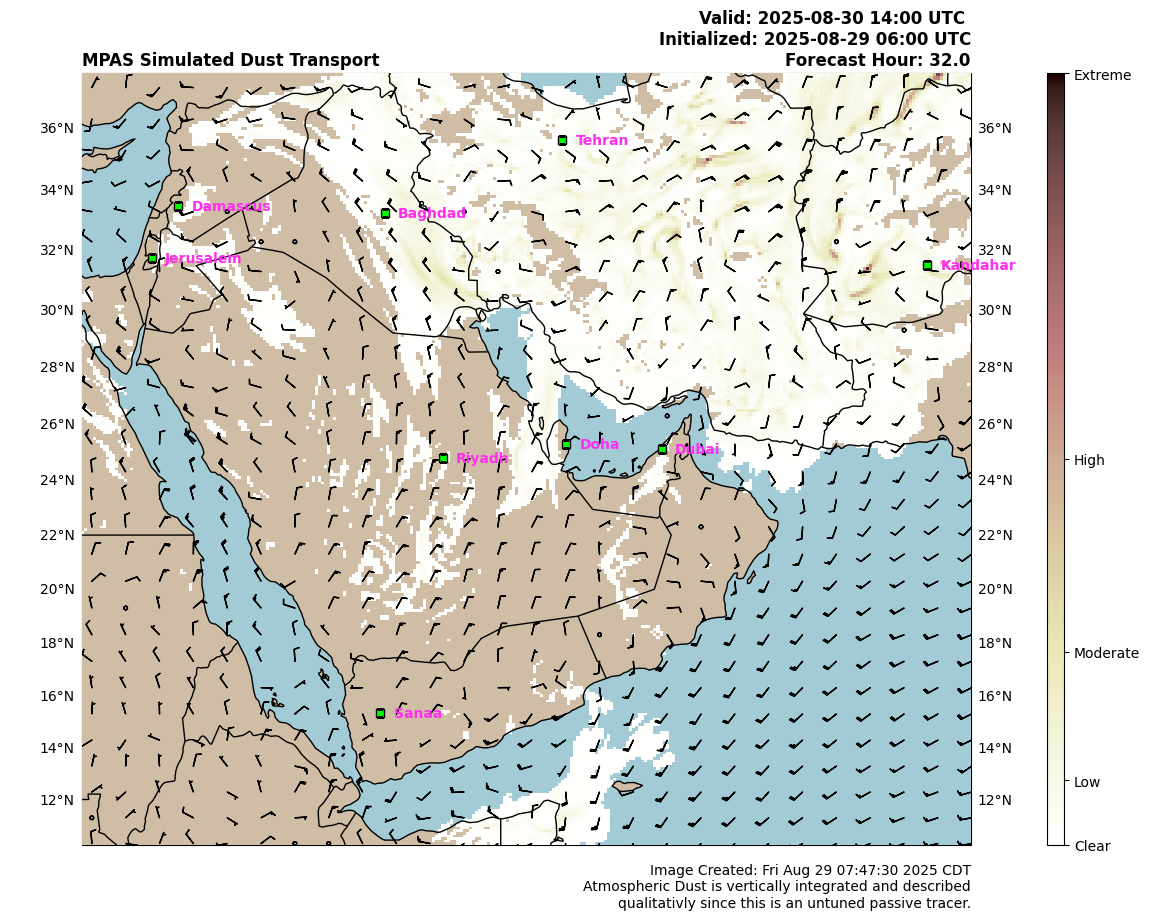 Valid: 2025-08-30 14:00 UTC
Initialized: 2025-08-29 06:00 UTC
MPAS Simulated Dust Transport
Forecast Hour: 32.0
Extreme
36°N
36°N
Tehran
34°N
34°N
Damascus
Baghdad
32°N
32°N
Jerusalem
Kandahar
30°N
30°N
28°N
28°N
26°N
26°N
Doha
Dubai
Riyadh
High
24°N
24°N
22°N
22°N
20°N
20°N
18°N
18°N
Moderate
16°N
16°N
Sanaa
14°N
14°N
Low
12°N
12°N
Clear
Image Created: Fri Aug 29 07:47:30 2025 CDT
Atmospheric Dust is vertically integrated and described
qualitativly since this is an untuned passive tracer.